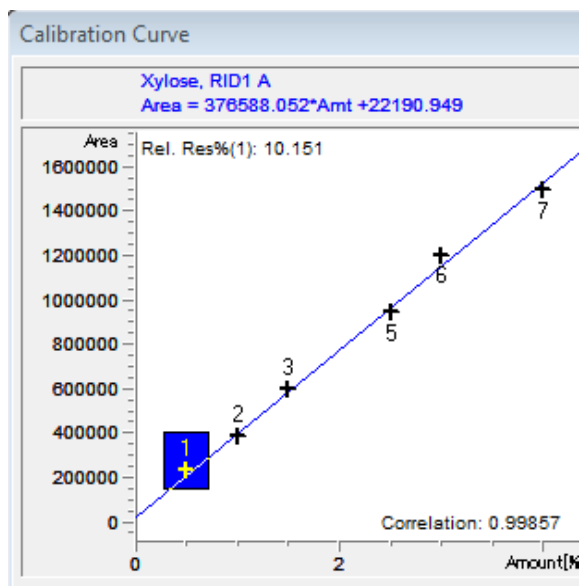 Calibration Curve
Xylose, RID1 A
Area = 376588.052*Amt +22190.949
Area
Rel. Res%(1): 10.151
1600000
1400000
1200000
1000000
800000
600000
400000
200000
0
1
2
3
5
6
7
Correlation: 0.99857
0
2
Amount[%